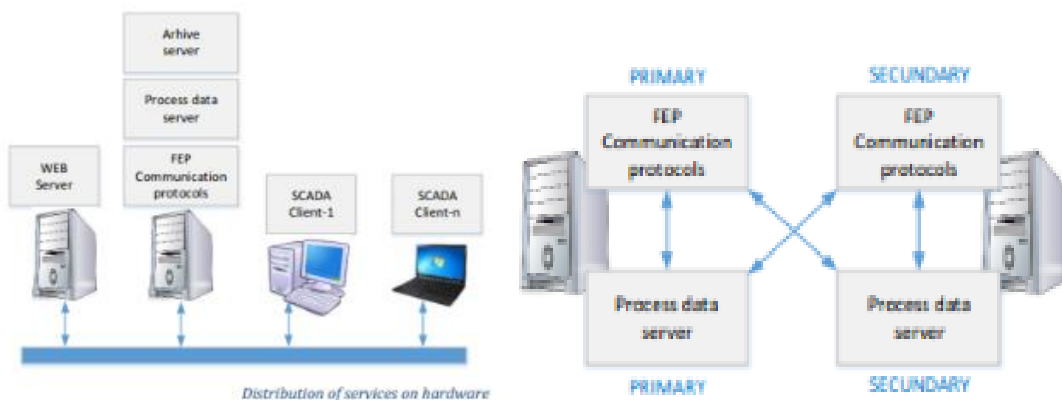 Arhive
server
Process data
server
WEB
Server
FEP
Communication
protocols
SCADA
Client-1
SCADA
Client-n
Distribution of services on hardware
PRIMARY
SECUNDARY
FEP
Communication
protocols
FEP
Communication
protocols
Process data
server
Process data
server
PRIMARY
SECUNDARY